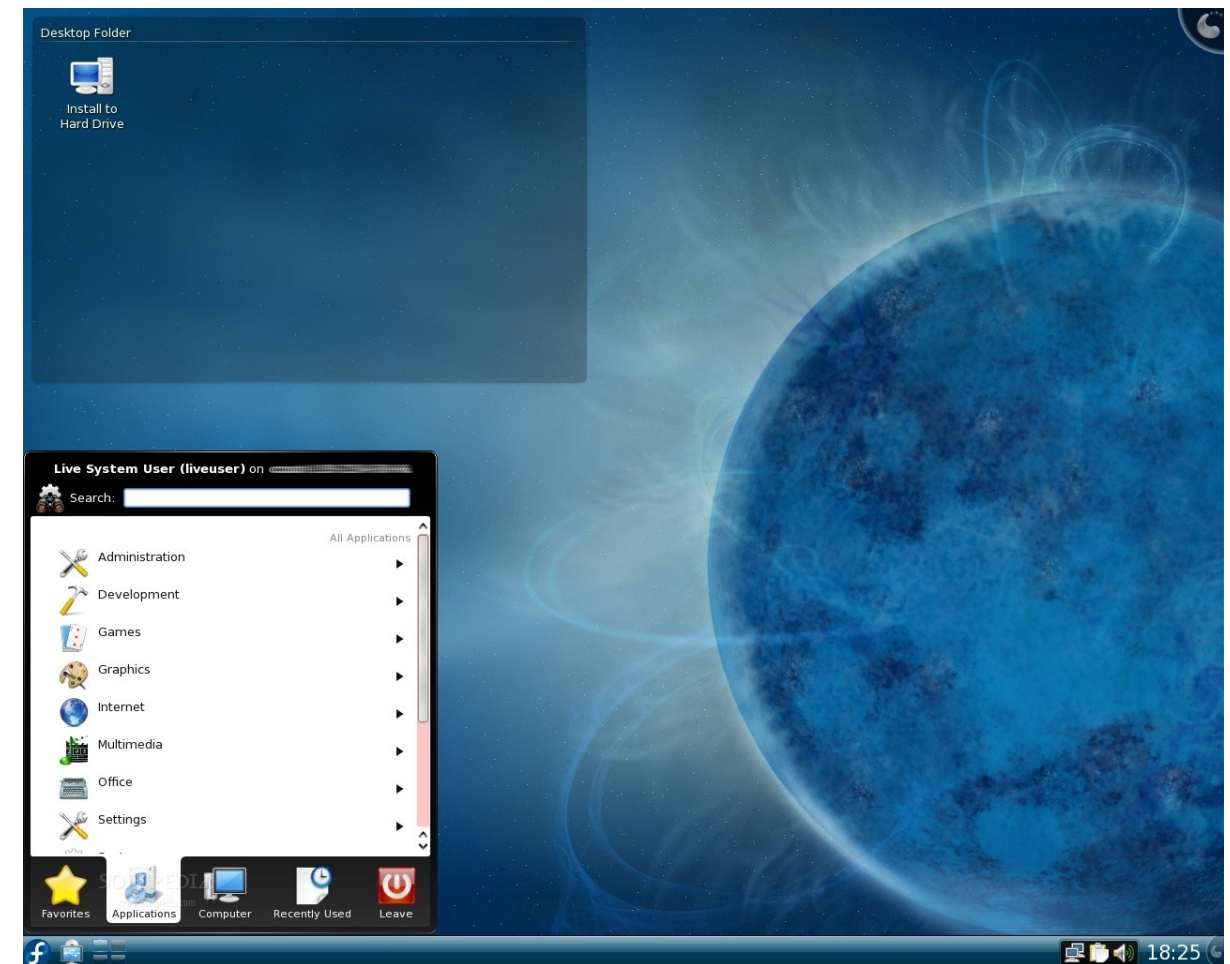 Desktop Folder
Install to
Hard Drive
Live System User (liveuser) on
Search:
All Applications
Administration
Development
Games
Graphics
Internet
Multimedia
Office
Settings
Favorites
Applications
Computer
Recently Used
Leave
18:25